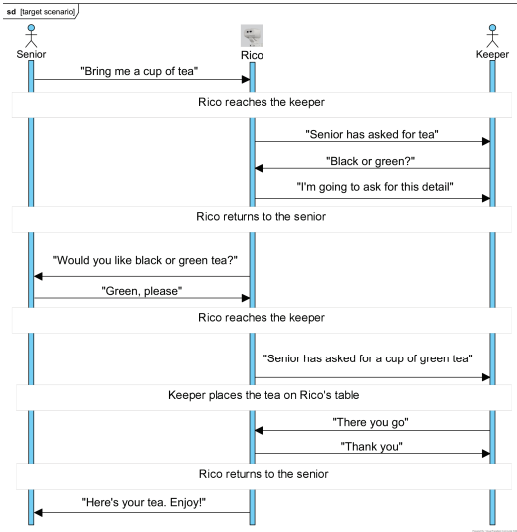 sd [target scenario]
Senior
Rico
Keeper
"Bring me a cup of tea"
Rico reaches the keeper
"Senior has asked for tea"
"Black or green?"
"I'm going to ask for this detail"
Rico returns to the senior
"Would you like black or green tea?"
"Green, please"
Rico reaches the keeper
"Senior has asked for a cup of green tea"
Keeper places the tea on Rico's table
"There you go"
"Thank you"
Rico returns to the senior
"Here's your tea. Enjoy!"